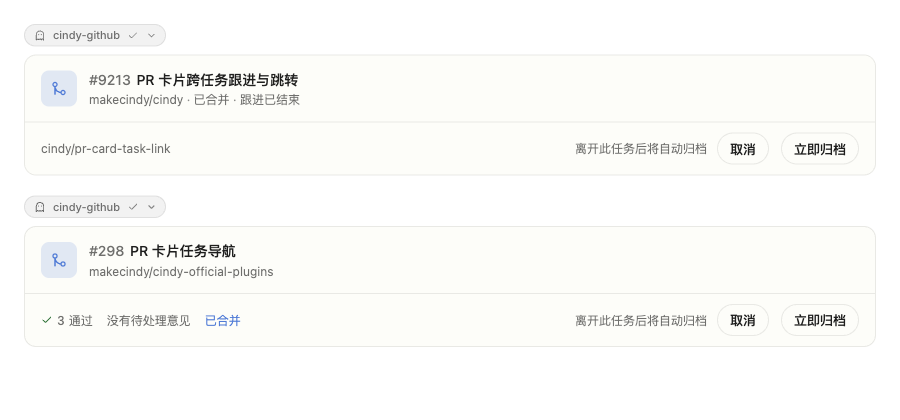 cindy-github
#9213 PR 卡片跨任务跟进与跳转
makecindy/cindy · 已合并 · 跟进已结束
cindy/pr-card-task-link 离开此任务后将自动归档 取消 立即归档
cindy-github
#298 PR 卡片任务导航
makecindy/cindy-official-plugins
3 通过 没有待处理意见 已合并 离开此任务后将自动归档 取消 立即归档